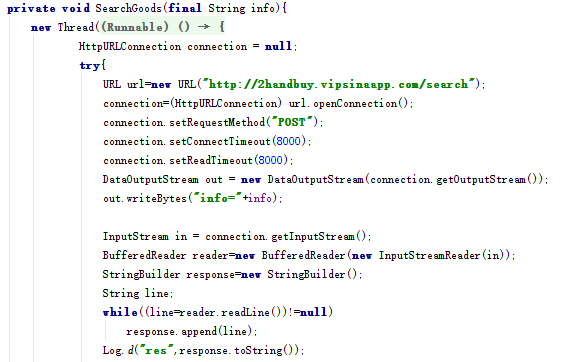 private void SearchGoods(final String info){
new Thread((Runnable) () → {
HttpURLConnection connection = null;
try{
URL url=new URL("http://2handbuy.vipsinaapp.com/search");
connection=(HttpURLConnection) url.openConnection();
connection.setRequestMethod("POST");
connection.setConnectTimeout(8000);
connection.setReadTimeout(8000);
DataOutputStream out = new DataOutputStream(connection.getOutputStream());
out.writeBytes("info="+info);
InputStream in = connection.getInputStream();
BufferedReader reader=new BufferedReader(new InputStreamReader(in));
StringBuilder response=new StringBuilder();
String line;
while((line=reader.readLine())!=null)
response.append(line);
Log.d("res",response.toString());